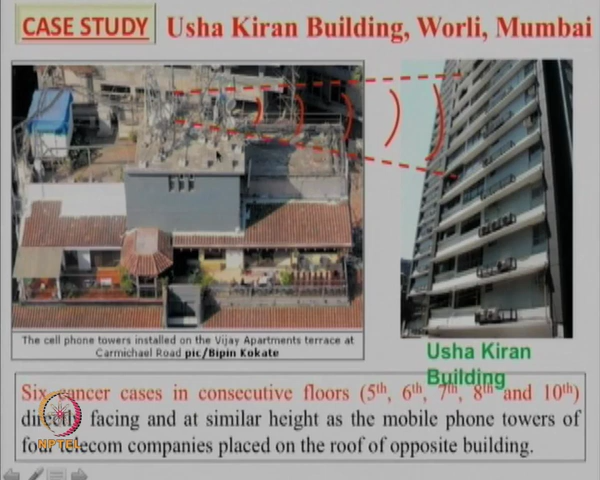 CASE STUDY Usha Kiran Building, Worli, Mumbai
The cell phone towers installed on the Vijay Apartments terrace at
Carmichael Road pic/Bipin Kokate
Usha Kiran
Building
Six cancer cases in consecutive floors (5th, 6th, 7th, 8th and 10th)
directly facing and at similar height as the mobile phone towers of
four telecom companies placed on the roof of opposite building.
NPTEL